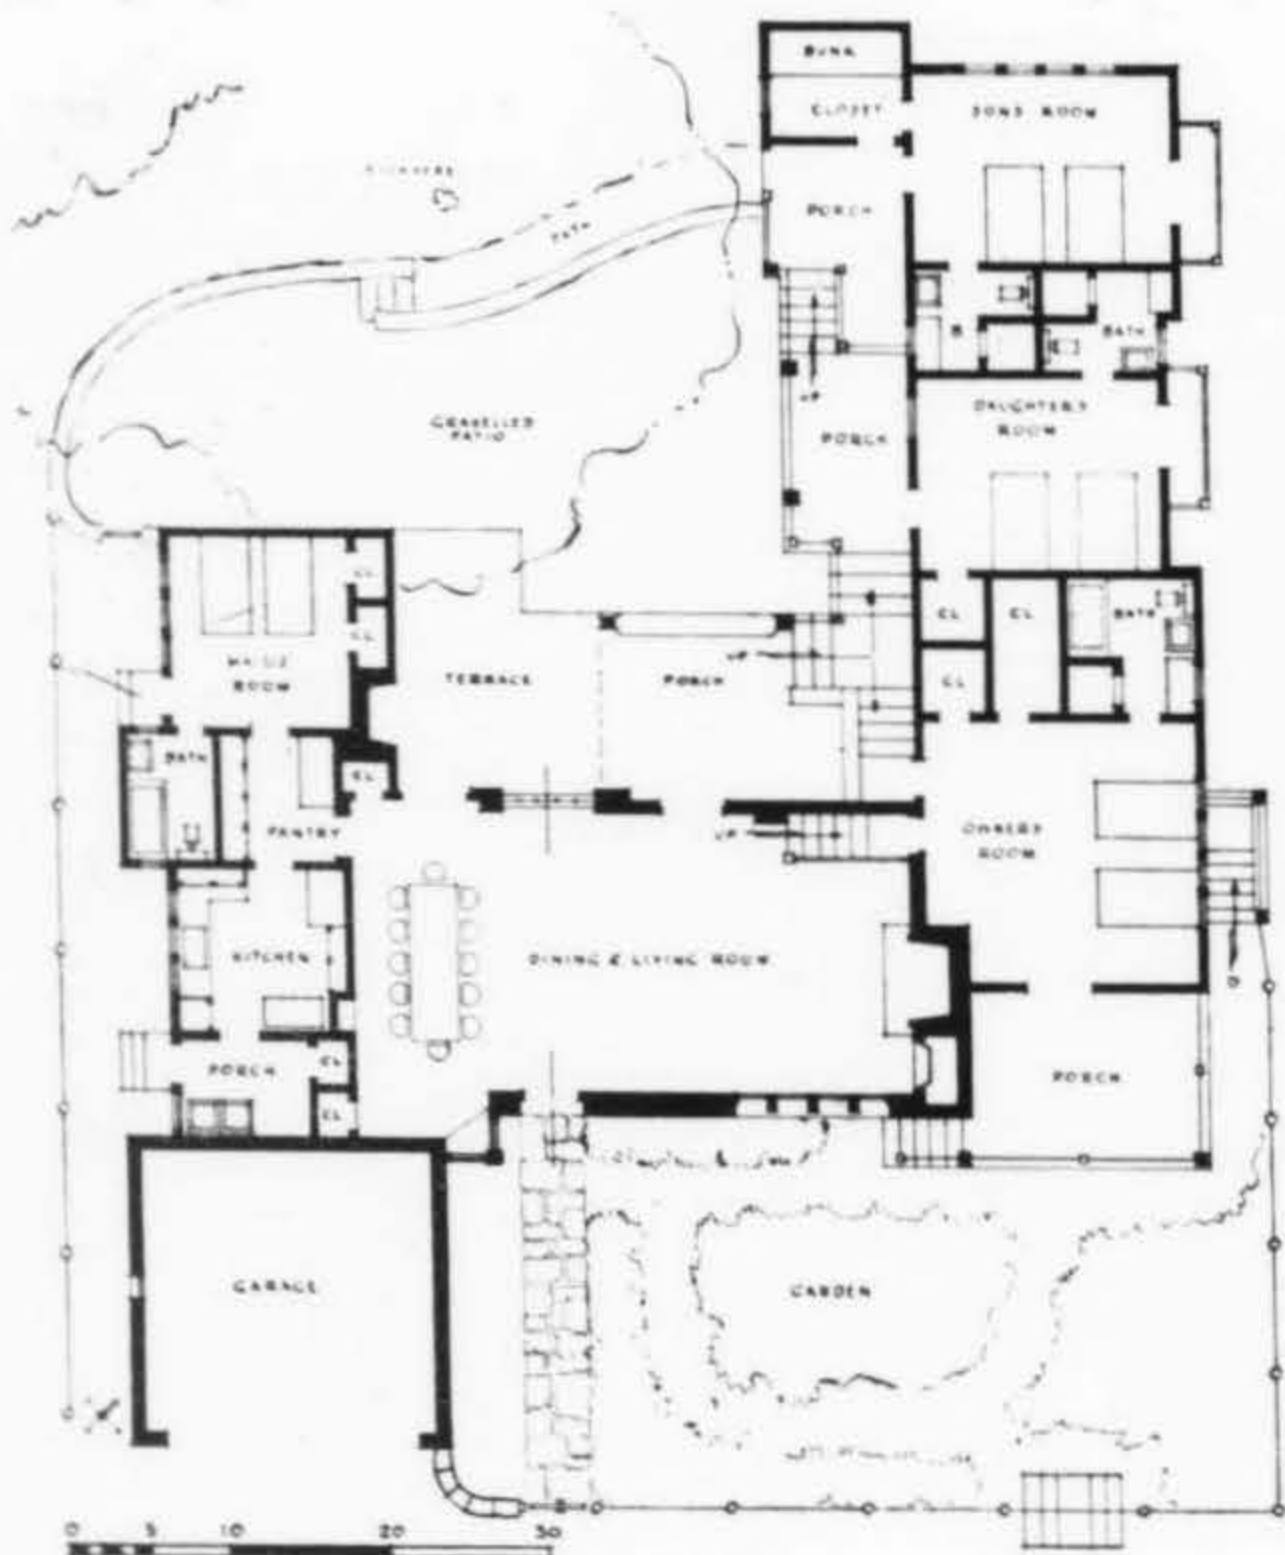 BUNK
CLOSET
SONS ROOM
PORCH
PATH
UP
B
BATH
GRAVELLED
PATIO
PORCH
DAUGHTERS
ROOM
CL
CL
MAIDS
ROOM
TERRACE
UP
PORCH
CL
CL
BATH
CL
BATH
CL
PANTRY
UP
OWNERS
ROOM
KITCHEN
DINING & LIVING ROOM
PORCH
CL
CL
PORCH
GARAGE
GARDEN
0 5 10 20 30